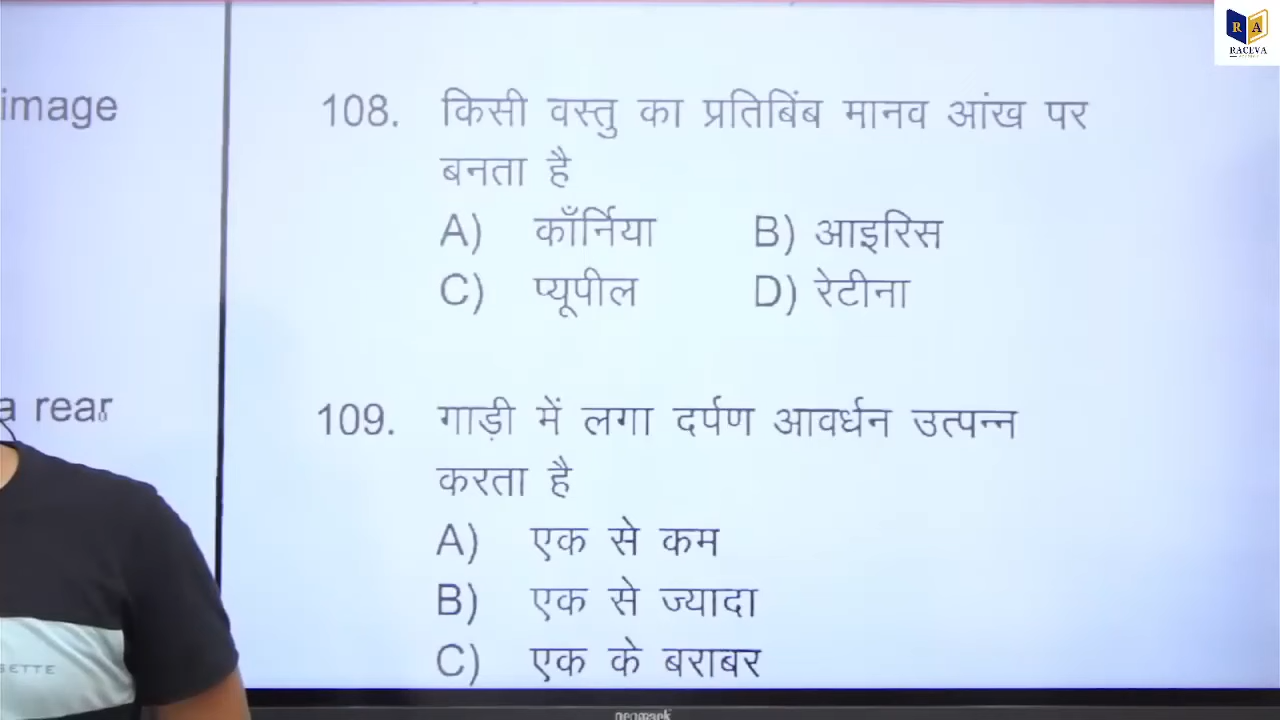 RACEVA
image
108. किसी वस्तु का प्रतिबिंब मानव आंख पर
बनता है
A) काँर्निया B) आइरिस
C) प्यूपील D) रेटीना
a rear
109. गाड़ी में लगा दर्पण आवर्धन उत्पन्न
करता है
A) एक से कम
B) एक से ज्यादा
C) एक के बराबर